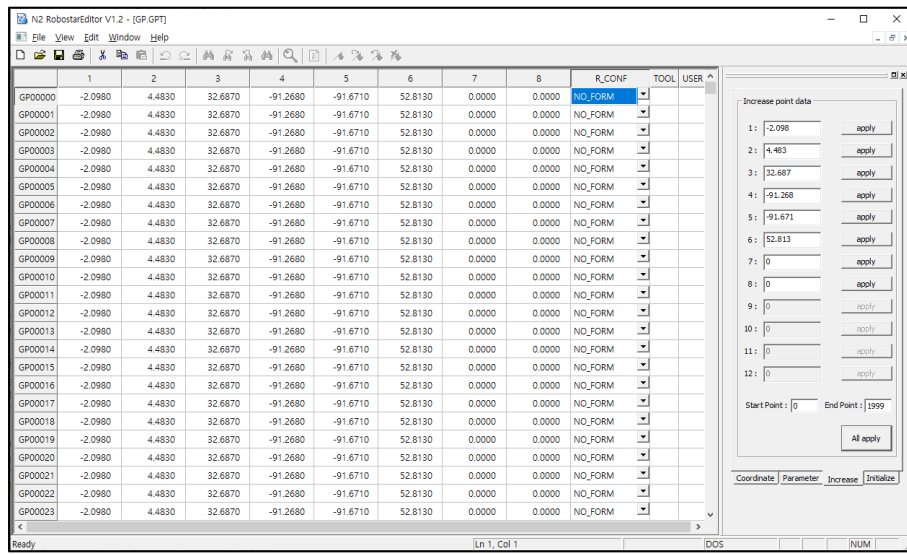 N2 RobostarEditor V1.2 - [GP.GPT]
File View Edit Window Help
1 2 3 4 5 6 7 8 R_CONF TOOL USER
GP00000 -2.0980 4.4830 32.6870 -91.2680 -91.6710 52.8130 0.0000 0.0000 NO_FORM
GP00001 -2.0980 4.4830 32.6870 -91.2680 -91.6710 52.8130 0.0000 0.0000 NO_FORM
GP00002 -2.0980 4.4830 32.6870 -91.2680 -91.6710 52.8130 0.0000 0.0000 NO_FORM
GP00003 -2.0980 4.4830 32.6870 -91.2680 -91.6710 52.8130 0.0000 0.0000 NO_FORM
GP00004 -2.0980 4.4830 32.6870 -91.2680 -91.6710 52.8130 0.0000 0.0000 NO_FORM
GP00005 -2.0980 4.4830 32.6870 -91.2680 -91.6710 52.8130 0.0000 0.0000 NO_FORM
GP00006 -2.0980 4.4830 32.6870 -91.2680 -91.6710 52.8130 0.0000 0.0000 NO_FORM
GP00007 -2.0980 4.4830 32.6870 -91.2680 -91.6710 52.8130 0.0000 0.0000 NO_FORM
GP00008 -2.0980 4.4830 32.6870 -91.2680 -91.6710 52.8130 0.0000 0.0000 NO_FORM
GP00009 -2.0980 4.4830 32.6870 -91.2680 -91.6710 52.8130 0.0000 0.0000 NO_FORM
GP00010 -2.0980 4.4830 32.6870 -91.2680 -91.6710 52.8130 0.0000 0.0000 NO_FORM
GP00011 -2.0980 4.4830 32.6870 -91.2680 -91.6710 52.8130 0.0000 0.0000 NO_FORM
GP00012 -2.0980 4.4830 32.6870 -91.2680 -91.6710 52.8130 0.0000 0.0000 NO_FORM
GP00013 -2.0980 4.4830 32.6870 -91.2680 -91.6710 52.8130 0.0000 0.0000 NO_FORM
GP00014 -2.0980 4.4830 32.6870 -91.2680 -91.6710 52.8130 0.0000 0.0000 NO_FORM
GP00015 -2.0980 4.4830 32.6870 -91.2680 -91.6710 52.8130 0.0000 0.0000 NO_FORM
GP00016 -2.0980 4.4830 32.6870 -91.2680 -91.6710 52.8130 0.0000 0.0000 NO_FORM
GP00017 -2.0980 4.4830 32.6870 -91.2680 -91.6710 52.8130 0.0000 0.0000 NO_FORM
GP00018 -2.0980 4.4830 32.6870 -91.2680 -91.6710 52.8130 0.0000 0.0000 NO_FORM
GP00019 -2.0980 4.4830 32.6870 -91.2680 -91.6710 52.8130 0.0000 0.0000 NO_FORM
GP00020 -2.0980 4.4830 32.6870 -91.2680 -91.6710 52.8130 0.0000 0.0000 NO_FORM
GP00021 -2.0980 4.4830 32.6870 -91.2680 -91.6710 52.8130 0.0000 0.0000 NO_FORM
GP00022 -2.0980 4.4830 32.6870 -91.2680 -91.6710 52.8130 0.0000 0.0000 NO_FORM
GP00023 -2.0980 4.4830 32.6870 -91.2680 -91.6710 52.8130 0.0000 0.0000 NO_FORM
Increase point data
1 : -2.098 apply
2 : 4.483 apply
3 : 32.687 apply
4 : -91.268 apply
5 : -91.671 apply
6 : 52.813 apply
7 : 0 apply
8 : 0 apply
9 : 0 apply
10 : 0 apply
11 : 0 apply
12 : 0 apply
Start Point : 0 End Point : 1999
All apply
Coordinate Parameter Increase Initialize
Ready Ln 1, Col 1 DOS NUM